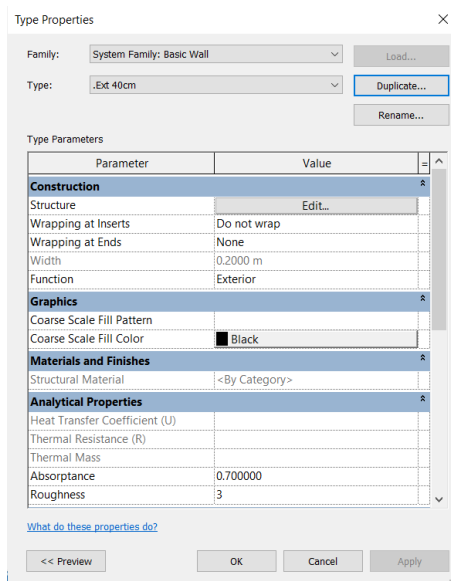 Type Properties
Family: System Family: Basic Wall Load...
Type: .Ext 40cm Duplicate...
Rename...
Type Parameters
Parameter Value =
Construction
Structure Edit...
Wrapping at Inserts Do not wrap
Wrapping at Ends None
Width 0.2000 m
Function Exterior
Graphics
Coarse Scale Fill Pattern
Coarse Scale Fill Color Black
Materials and Finishes
Structural Material <By Category>
Analytical Properties
Heat Transfer Coefficient (U)
Thermal Resistance (R)
Thermal Mass
Absorptance 0.700000
Roughness 3
What do these properties do?
<< Preview OK Cancel Apply